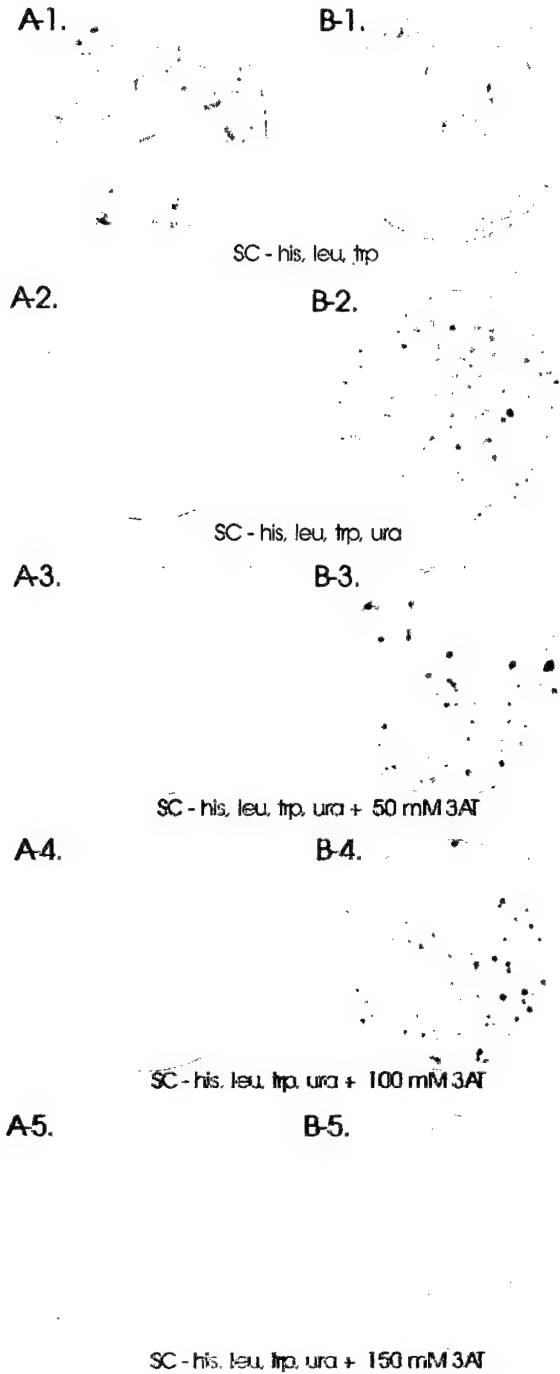 A-1. B-1.
SC - his, leu, trp
A-2. B-2.
SC - his, leu, trp, ura
A-3. B-3.
SC - his, leu, trp, ura + 50 mM 3AT
A-4. B-4.
SC - his, leu, trp, ura + 100 mM 3AT
A-5. B-5.
SC - his, leu, trp, ura + 150 mM 3AT